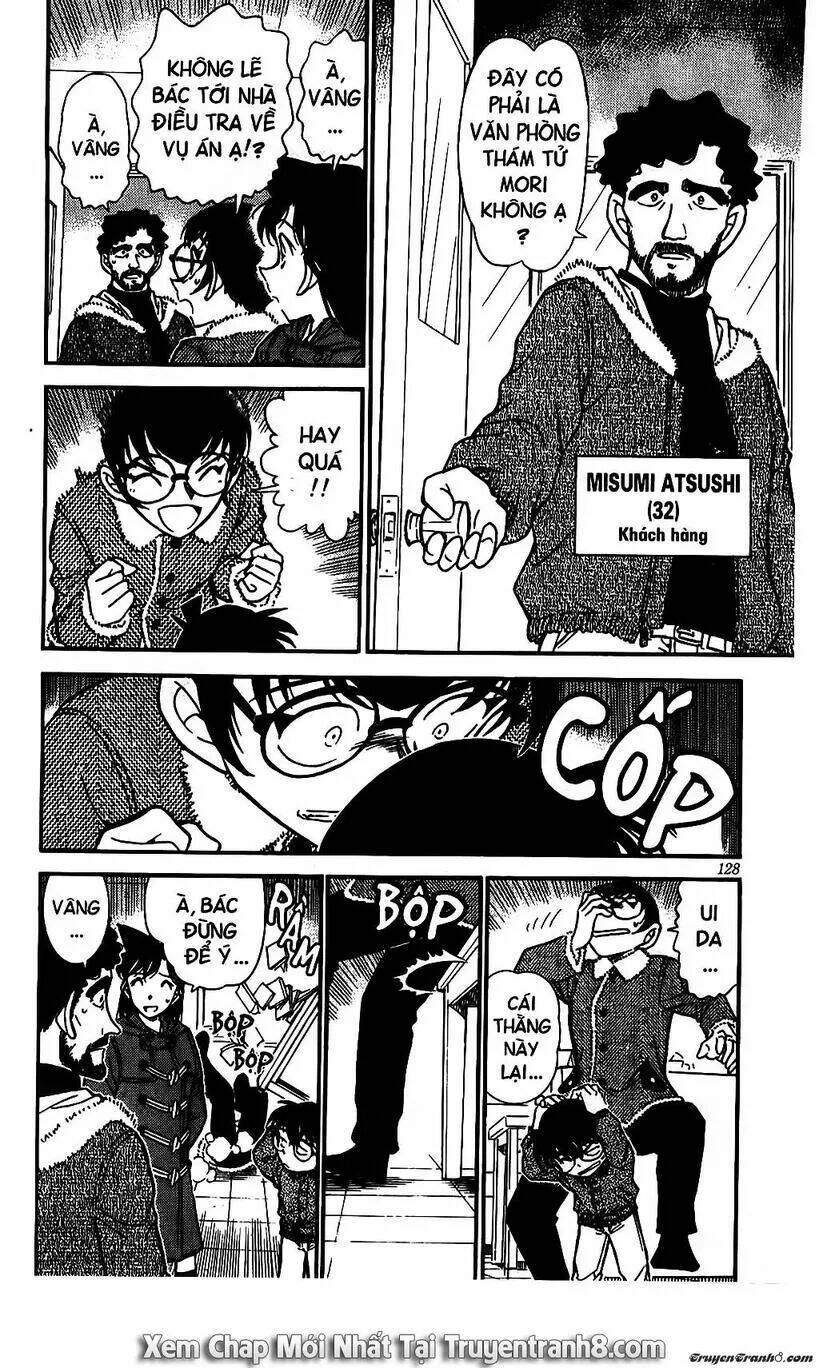 ĐÂY CÓ
PHẢI LÀ
VĂN PHÒNG
THÁM TỬ
MORI
KHÔNG Ạ
?
MISUMI ATSUSHI
(32)
Khách hàng
À,
VÂNG
...
KHÔNG LẼ
BÁC TỚI NHÀ
ĐIỀU TRA VỀ
VỤ ÁN Ạ!?
À,
VÂNG
...
HAY
QUÁ
!!
CỐP
128
UI
DA
...
CÁI
THẰNG
NÀY
LẠI...
BỘP
RẦM
BỘP
BỘP
À, BÁC
ĐỪNG
ĐỂ Ý...
VÂNG
...
Xem Chap Mới Nhất Tại Truyentranh8.com
TruyenTranh8.com